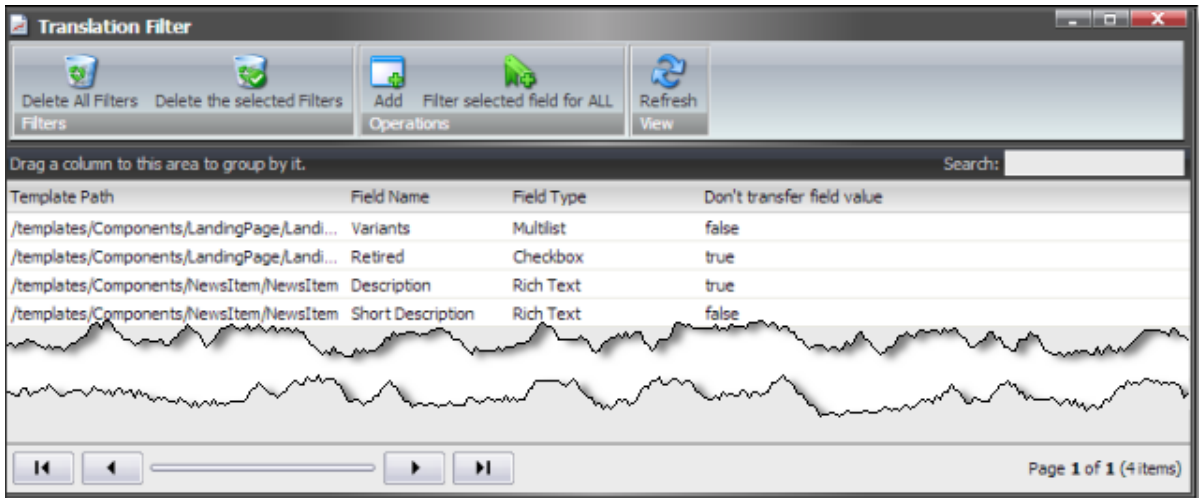 Translation Filter
Delete All Filters Delete the selected Filters Add Filter selected field for ALL Refresh
Filters Operations View
Drag a column to this area to group by it. Search:
Template Path Field Name Field Type Don't transfer field value
/templates/Components/LandingPage/Landi... Variants Multilist false
/templates/Components/LandingPage/Landi... Retired Checkbox true
/templates/Components/NewsItem/NewsItem Description Rich Text true
/templates/Components/NewsItem/NewsItem Short Description Rich Text false
Page 1 of 1 (4 items)